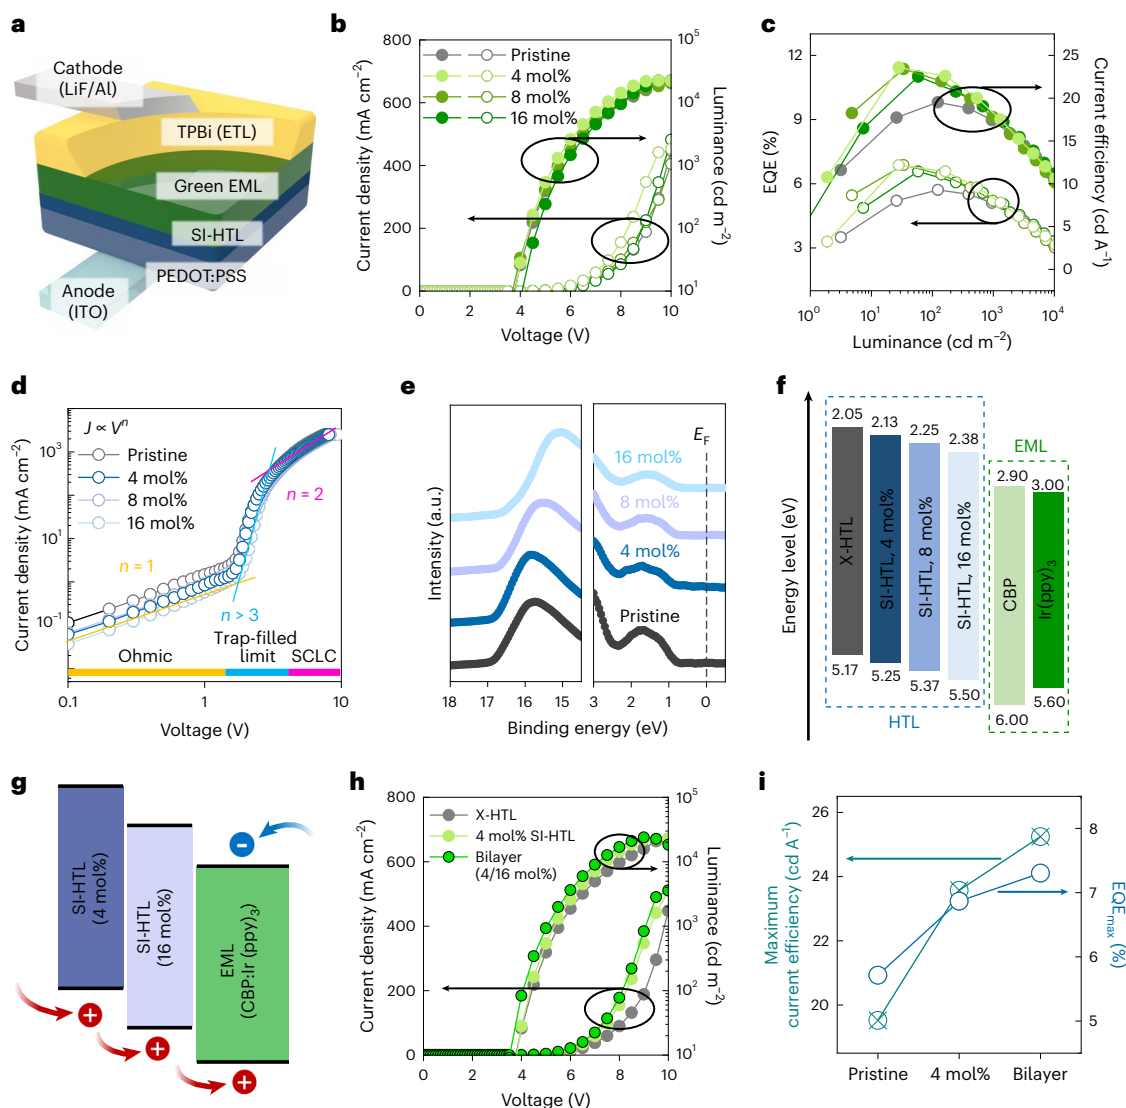 a
Cathode
(LiF/Al)
TPBi (ETL)
Green EML
SI-HTL
PEDOT:PSS
Anode
(ITO)
b
Current density (mA cm⁻²)
800
600
400
200
0
Pristine
4 mol%
8 mol%
16 mol%
10⁵
10⁴
10³
10²
10¹
Luminance (cd m⁻²)
0 2 4 6 8 10
Voltage (V)
c
EQE (%)
12
9
6
3
25
20
15
10
5
0
Current efficiency (cd A⁻¹)
10⁰ 10¹ 10² 10³ 10⁴
Luminance (cd m⁻²)
d
Current density (mA cm⁻²)
10³
10¹
10⁻¹
J ∝ Vⁿ
Pristine
4 mol%
8 mol%
16 mol%
n = 2
n = 1
n > 3
Ohmic
Trap-filled
limit
SCLC
0.1 1 10
Voltage (V)
e
Intensity (a.u.)
E_F
16 mol%
8 mol%
4 mol%
Pristine
18 17 16 15 3 2 1 0
Binding energy (eV)
f
Energy level (eV)
2.05
2.13
2.25
2.38
EML
2.90
3.00
X-HTL
SI-HTL, 4 mol%
SI-HTL, 8 mol%
SI-HTL, 16 mol%
CBP
Ir(ppy)₃
5.17
5.25
5.37
5.50
6.00
5.60
HTL
g
SI-HTL
(4 mol%)
SI-HTL
(16 mol%)
EML
(CBP:Ir (ppy)₃)
−
+
+
+
h
Current density (mA cm⁻²)
800
600
400
200
0
X-HTL
4 mol% SI-HTL
Bilayer
(4/16 mol%)
10⁵
10⁴
10³
10²
10¹
Luminance (cd m⁻²)
0 2 4 6 8 10
Voltage (V)
i
Maximum
current efficiency (cd A⁻¹)
26
24
22
20
8
7
6
5
EQE_max (%)
Pristine 4 mol% Bilayer